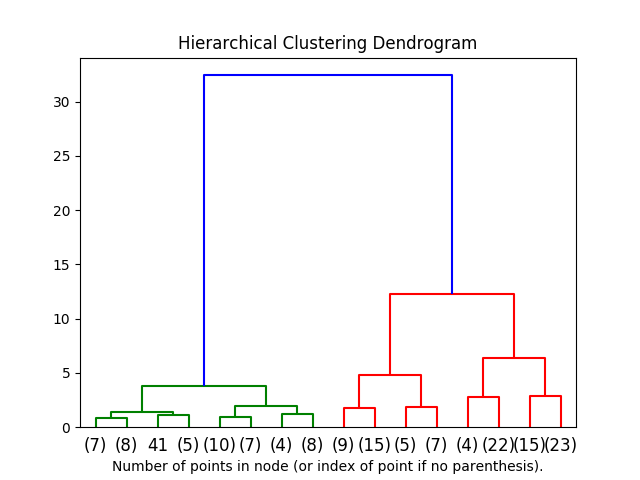 Hierarchical Clustering Dendrogram
30
25
20
15
10
5
0
(7) (8) 41 (5) (10) (7) (4) (8) (9) (15) (5) (7) (4) (22) (15) (23)
Number of points in node (or index of point if no parenthesis).